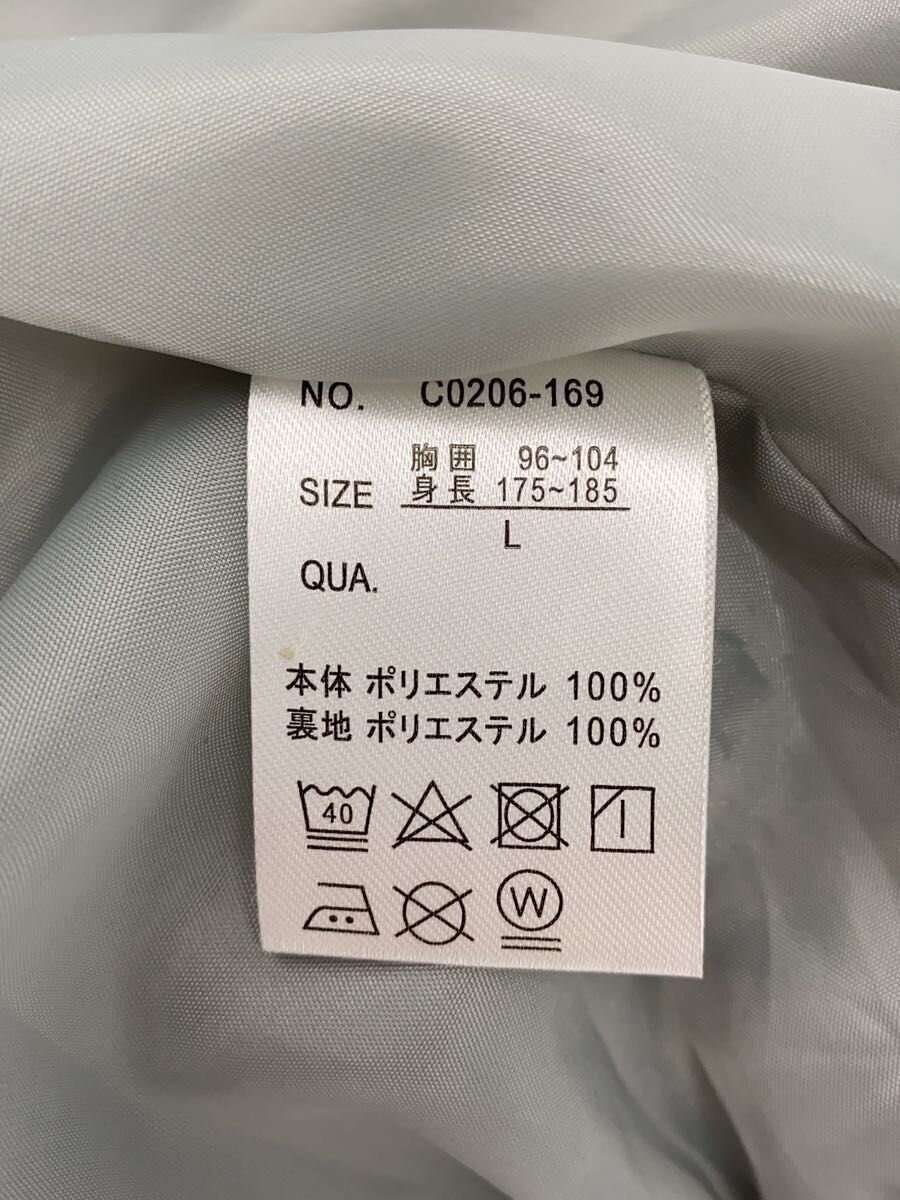 NO. C0206-169
胸囲 96~104
SIZE 身長 175~185
L
QUA.
本体 ポリエステル 100%
裏地 ポリエステル 100%
40
W